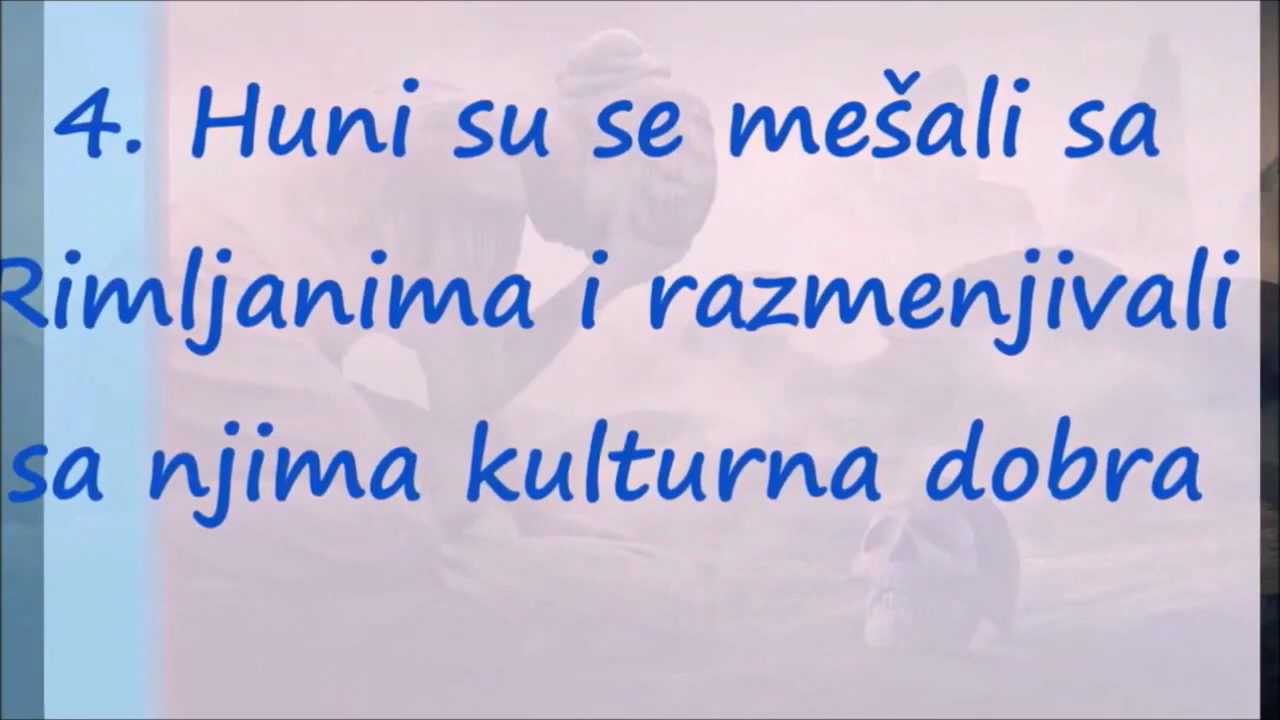 4. Huni su se mešali sa
Rimljanima i razmenjivali
sa njima kulturna dobra